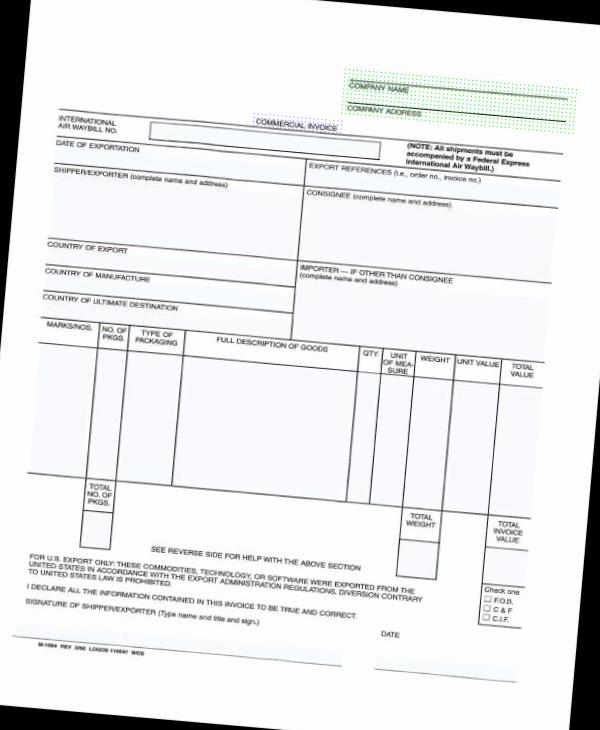 COMPANY NAME
COMPANY ADDRESS
COMMERCIAL INVOICE
INTERNATIONAL
AIR WAYBILL NO.
(NOTE: All shipments must be
accompanied by a Federal Express
International Air Waybill.)
DATE OF EXPORTATION
EXPORT REFERENCES (i.e., order no., invoice no.)
SHIPPER/EXPORTER (complete name and address)
CONSIGNEE (complete name and address)
COUNTRY OF EXPORT
IMPORTER — IF OTHER THAN CONSIGNEE
(complete name and address)
COUNTRY OF MANUFACTURE
COUNTRY OF ULTIMATE DESTINATION
MARKS/NOS.
NO. OF
PKGS.
TYPE OF
PACKAGING
FULL DESCRIPTION OF GOODS
QTY.
UNIT
OF MEA-
SURE
WEIGHT
UNIT VALUE
TOTAL
VALUE
TOTAL
NO. OF
PKGS.
TOTAL
WEIGHT
TOTAL
INVOICE
VALUE
SEE REVERSE SIDE FOR HELP WITH THE ABOVE SECTION
FOR U.S. EXPORT ONLY: THESE COMMODITIES, TECHNOLOGY, OR SOFTWARE WERE EXPORTED FROM THE
UNITED STATES IN ACCORDANCE WITH THE EXPORT ADMINISTRATION REGULATIONS. DIVERSION CONTRARY
TO UNITED STATES LAW IS PROHIBITED.
Check one
F.O.B.
C & F
C.I.F.
I DECLARE ALL THE INFORMATION CONTAINED IN THIS INVOICE TO BE TRUE AND CORRECT.
SIGNATURE OF SHIPPER/EXPORTER (Type name and title and sign.)
DATE